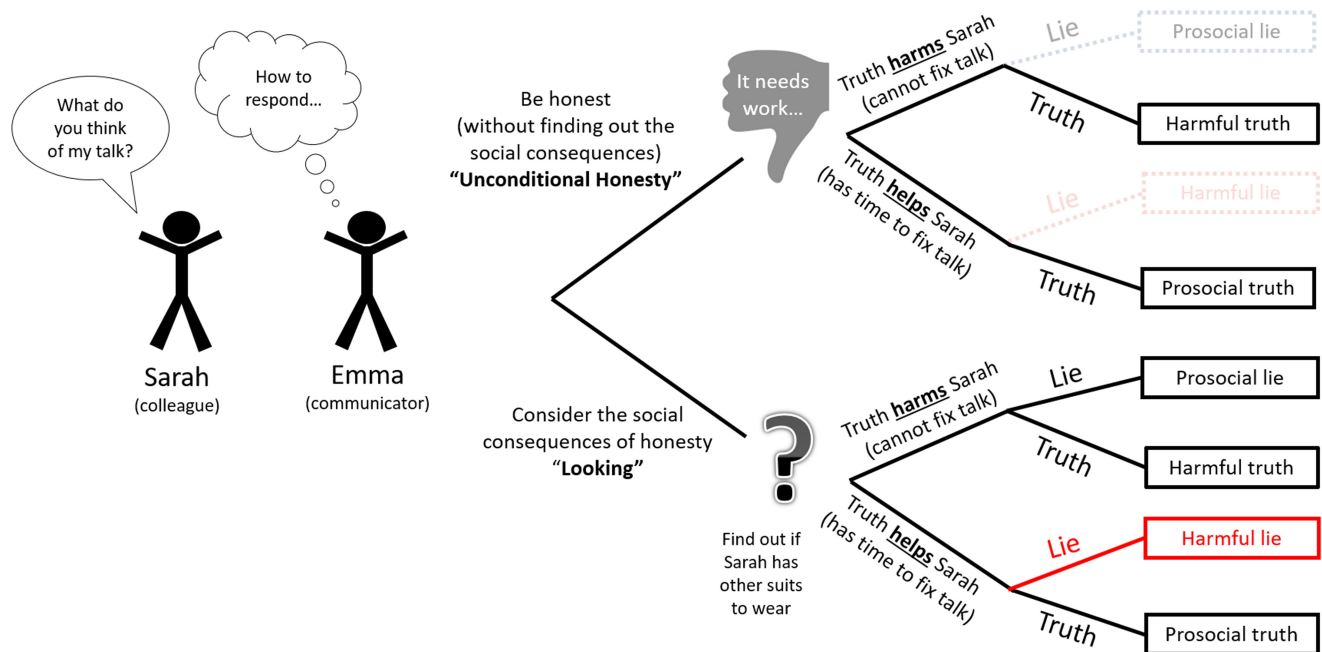 What do
you think
of my talk?
How to
respond...
Sarah
(colleague)
Emma
(communicator)
Be honest
(without finding out the
social consequences)
“Unconditional Honesty”
Consider the social
consequences of honesty
“Looking”
It needs
work...
Truth harms Sarah
(cannot fix talk)
Lie
Prosocial lie
Truth
Harmful truth
Truth helps Sarah
(has time to fix talk)
Lie
Harmful lie
Truth
Prosocial truth
?
Find out if
Sarah has
other suits
to wear
Truth harms Sarah
(cannot fix talk)
Lie
Prosocial lie
Truth
Harmful truth
Truth helps Sarah
(has time to fix talk)
Lie
Harmful lie
Truth
Prosocial truth